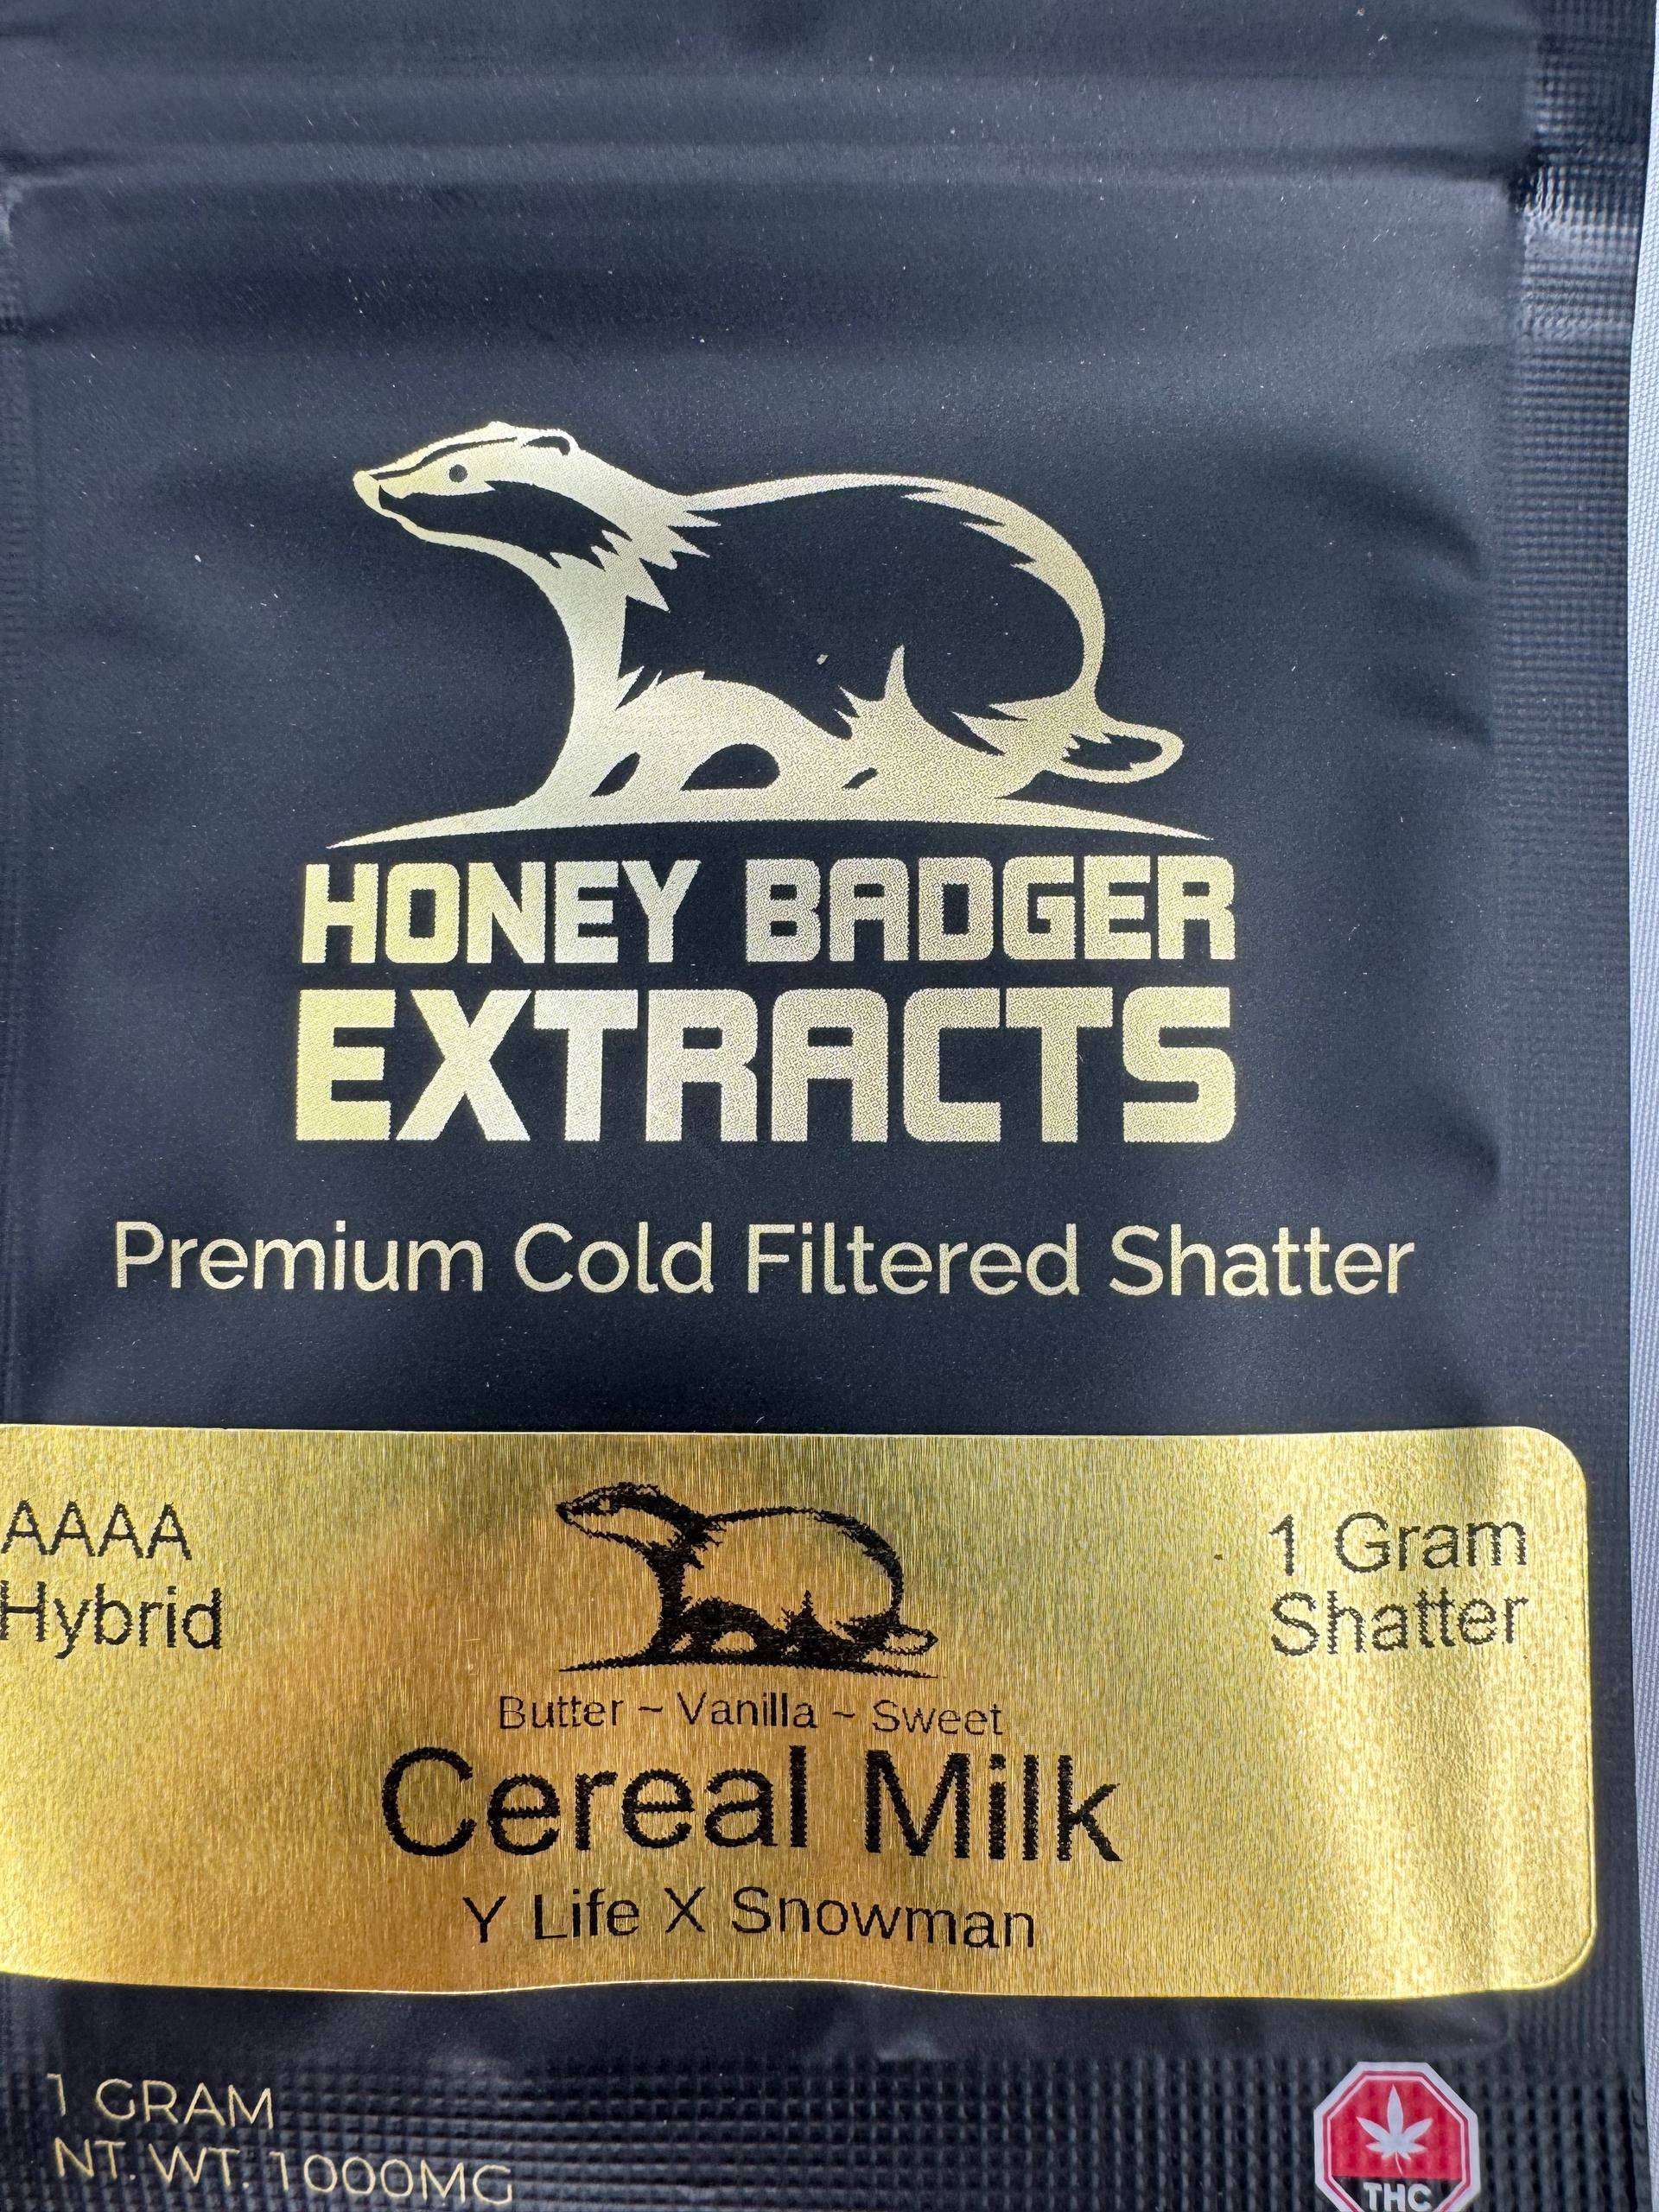 HONEY BADGER
EXTRACTS
Premium Cold Filtered Shatter
AAAA
Hybrid
1 Gram
Shatter
Butter ~ Vanilla ~ Sweet
Cereal Milk
Y Life X Snowman
1 GRAM
NT. WT. 1000MG
THC